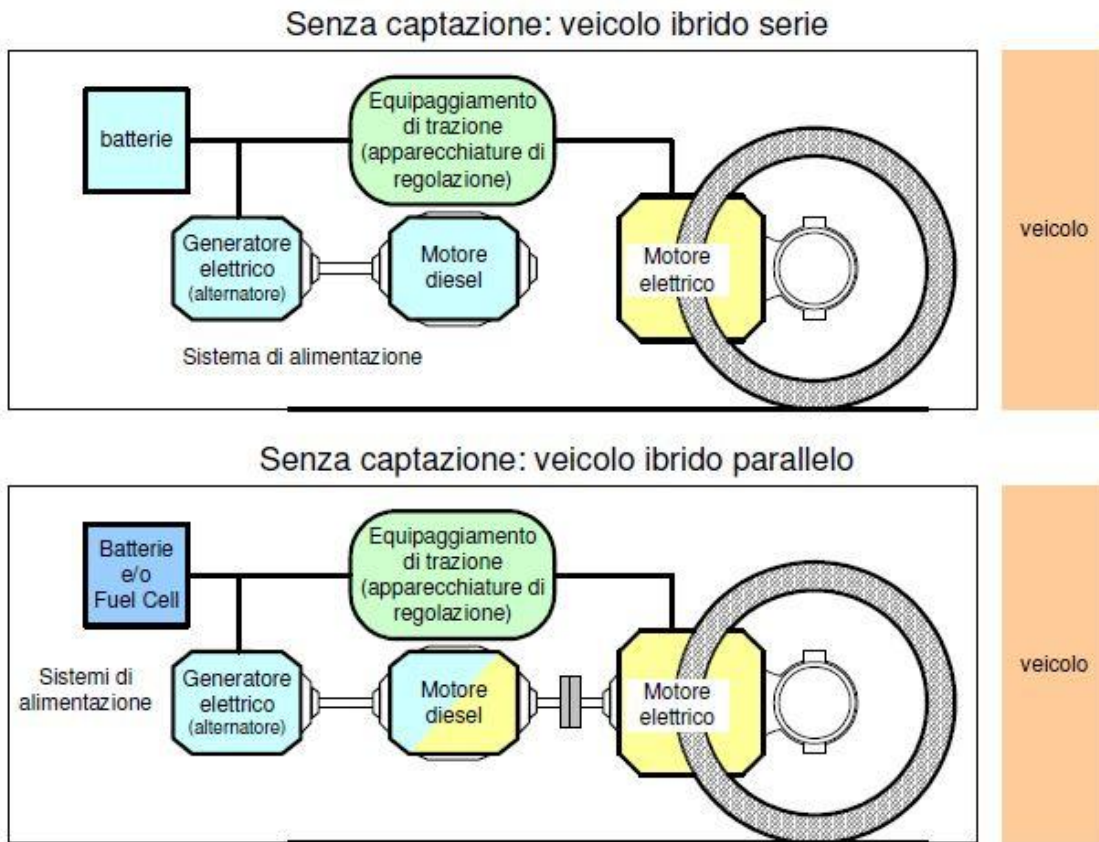 Senza captazione: veicolo ibrido serie
batterie
Equipaggiamento
di trazione
(apparecchiature di
regolazione)
Generatore
elettrico
(alternatore)
Motore
diesel
Motore
elettrico
veicolo
Sistema di alimentazione
Senza captazione: veicolo ibrido parallelo
Batterie
e/o
Fuel Cell
Equipaggiamento
di trazione
(apparecchiature di
regolazione)
Sistemi di
alimentazione
Generatore
elettrico
(alternatore)
Motore
diesel
Motore
elettrico
veicolo